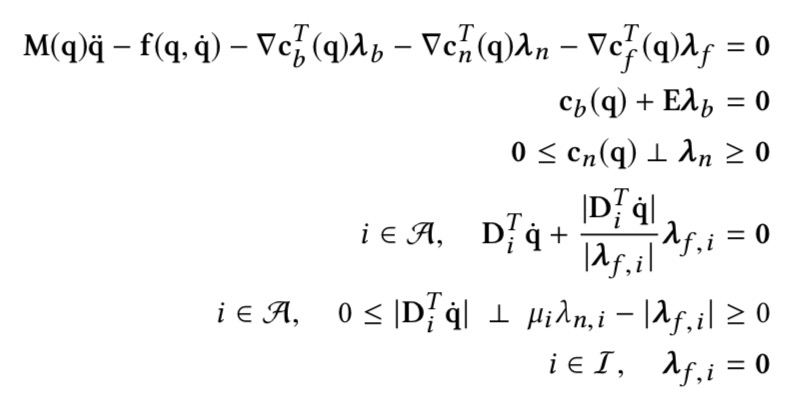 M(q)q̈ − f(q, q̇) − ∇c_b^T(q)λ_b − ∇c_n^T(q)λ_n − ∇c_f^T(q)λ_f = 0
c_b(q) + Eλ_b = 0
0 ≤ c_n(q) ⊥ λ_n ≥ 0
i ∈ 𝒜, D_i^T q̇ + |D_i^T q̇| / |λ_{f,i}| λ_{f,i} = 0
i ∈ 𝒜, 0 ≤ |D_i^T q̇| ⊥ μ_i λ_{n,i} − |λ_{f,i}| ≥ 0
i ∈ ℐ, λ_{f,i} = 0